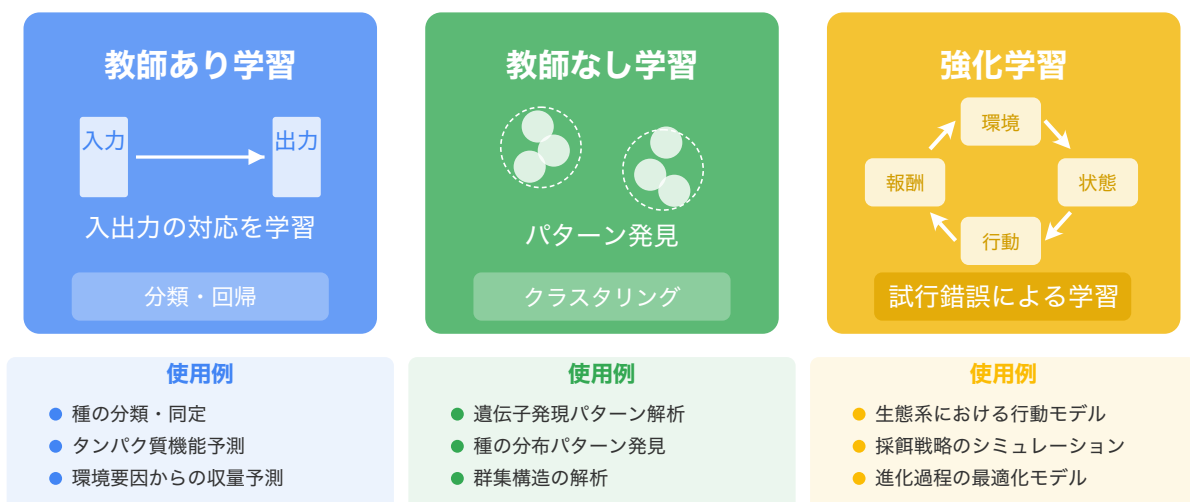 教師あり学習
入力
出力
入出力の対応を学習
分類・回帰
教師なし学習
パターン発見
クラスタリング
強化学習
環境
報酬
状態
行動
試行錯誤による学習
使用例
種の分類・同定
タンパク質機能予測
環境要因からの収量予測
使用例
遺伝子発現パターン解析
種の分布パターン発見
群集構造の解析
使用例
生態系における行動モデル
採餌戦略のシミュレーション
進化過程の最適化モデル